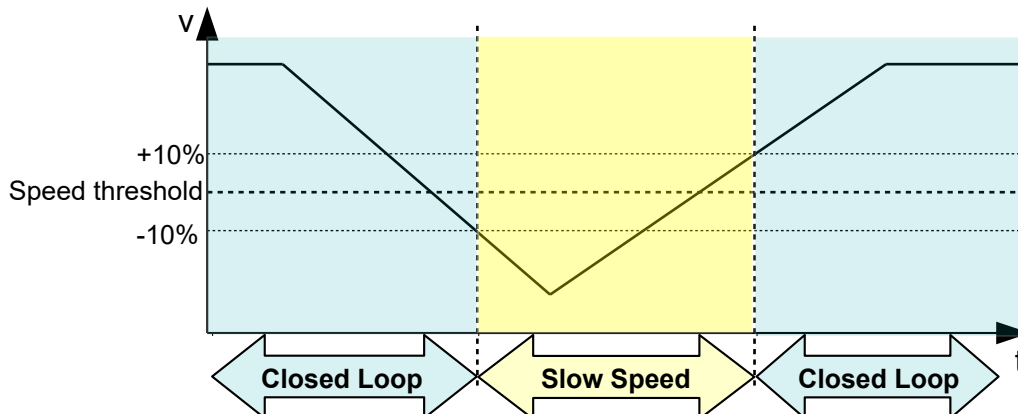 v
+10%
Speed threshold
-10%
t
Closed Loop
Slow Speed
Closed Loop